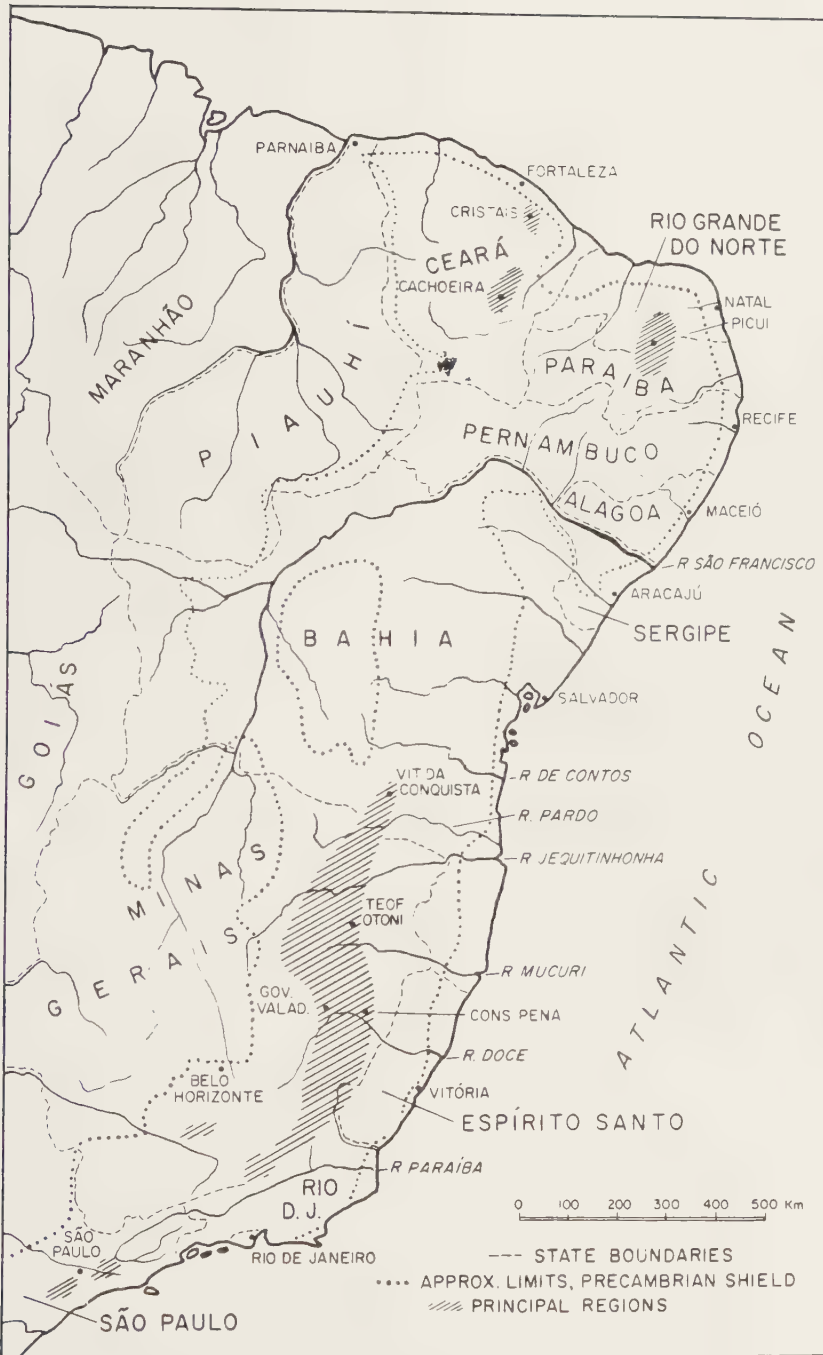 PARNAIBA
FORTALEZA
CRISTAIS
RIO GRANDE
DO NORTE
CEARÁ
CACHOEIRA
NATAL
PICUI
MARANHÃO
PIAUHÍ
PARAÍBA
RECIFE
PERNAMBUCO
ALAGOA
MACEIÓ
R SÃO FRANCISCO
ARACAJÚ
SERGIPE
BAHIA
GOIÁS
SALVADOR
ATLANTIC OCEAN
VIT DA
CONQUISTA
R DE CONTOS
R. PARDO
R JEQUITINHONHA
MINAS
GERAIS
TEOF
OTONI
R MUCURI
GOV.
VALAD.
CONS PENA
R. DOCE
BELO
HORIZONTE
VITÓRIA
ESPÍRITO SANTO
R PARAÍBA
RIO
D. J.
0 100 200 300 400 500 Km
SÃO
PAULO
RIO DE JANEIRO
STATE BOUNDARIES
APPROX. LIMITS, PRECAMBRIAN SHIELD
PRINCIPAL REGIONS
SÃO PAULO